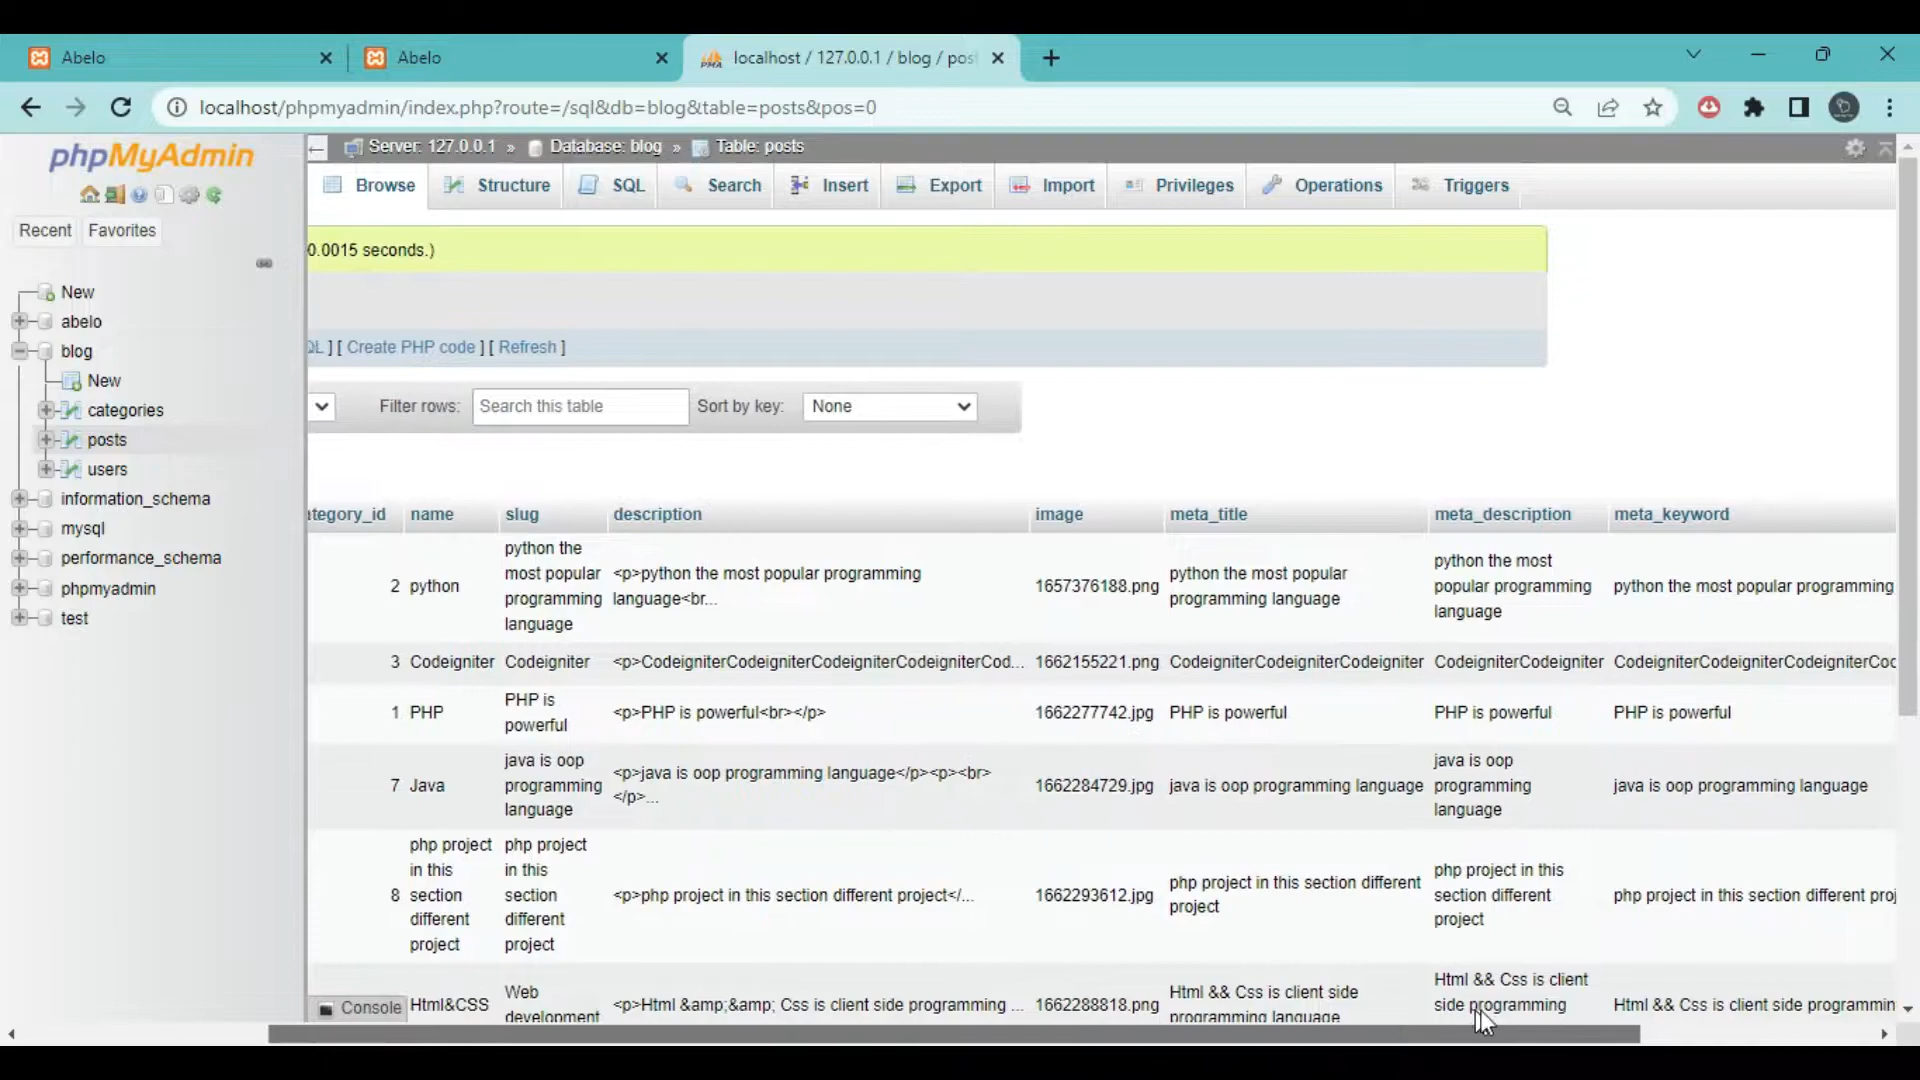 Abelo
Abelo
localhost / 127.0.0.1 / blog / pos
localhost/phpmyadmin/index.php?route=/sql&db=blog&table=posts&pos=0
phpMyAdmin
Recent
Favorites
New
abelo
blog
New
categories
posts
users
information_schema
mysql
performance_schema
phpmyadmin
test
Server: 127.0.0.1 » Database: blog » Table: posts
Browse
Structure
SQL
Search
Insert
Export
Import
Privileges
Operations
Triggers
0.0015 seconds.)
QL ] [ Create PHP code ] [ Refresh ]
Filter rows:
Search this table
Sort by key:
None
tegory_id
name
slug
description
image
meta_title
meta_description
meta_keyword
2
python
python the
most popular
programming
language
<p>python the most popular programming
language<br...
1657376188.png
python the most popular
programming language
python the most
popular programming
language
python the most popular programming
3
Codeigniter
Codeigniter
<p>CodeigniterCodeigniterCodeigniterCodeigniterCod...
1662155221.png
CodeigniterCodeigniterCodeigniter
CodeigniterCodeigniter
CodeigniterCodeigniterCodeigniterCoc
1
PHP
PHP is
powerful
<p>PHP is powerful<br></p>
1662277742.jpg
PHP is powerful
PHP is powerful
PHP is powerful
7
Java
java is oop
programming
language
<p>java is oop programming language</p><p><br>
</p>...
1662284729.jpg
java is oop programming language
java is oop
programming
language
java is oop programming language
8
php project
in this
section
different
project
php project
in this
section
different
project
<p>php project in this section different project</...
1662293612.jpg
php project in this section different
project
php project in this
section different
project
php project in this section different proj
Console
Html&CSS
Web
development
<p>Html &amp;&amp; Css is client side programming ...
1662288818.png
Html && Css is client side
programming language
Html && Css is client
side programming
Html && Css is client side programmin